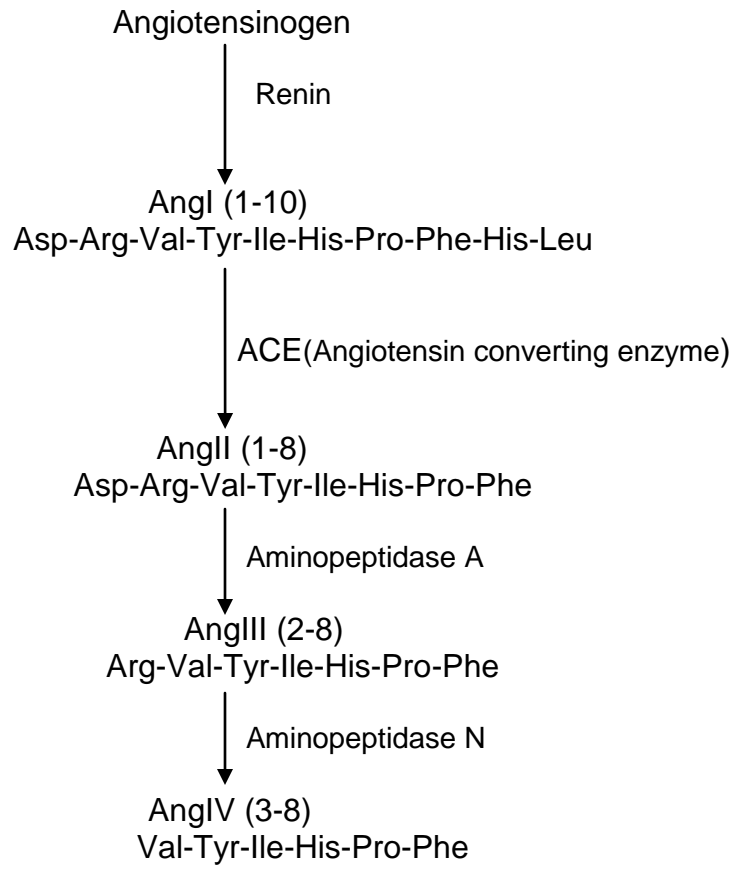 Angiotensinogen
Renin
AngI (1-10)
Asp-Arg-Val-Tyr-Ile-His-Pro-Phe-His-Leu
ACE(Angiotensin converting enzyme)
AngII (1-8)
Asp-Arg-Val-Tyr-Ile-His-Pro-Phe
Aminopeptidase A
AngIII (2-8)
Arg-Val-Tyr-Ile-His-Pro-Phe
Aminopeptidase N
AngIV (3-8)
Val-Tyr-Ile-His-Pro-Phe